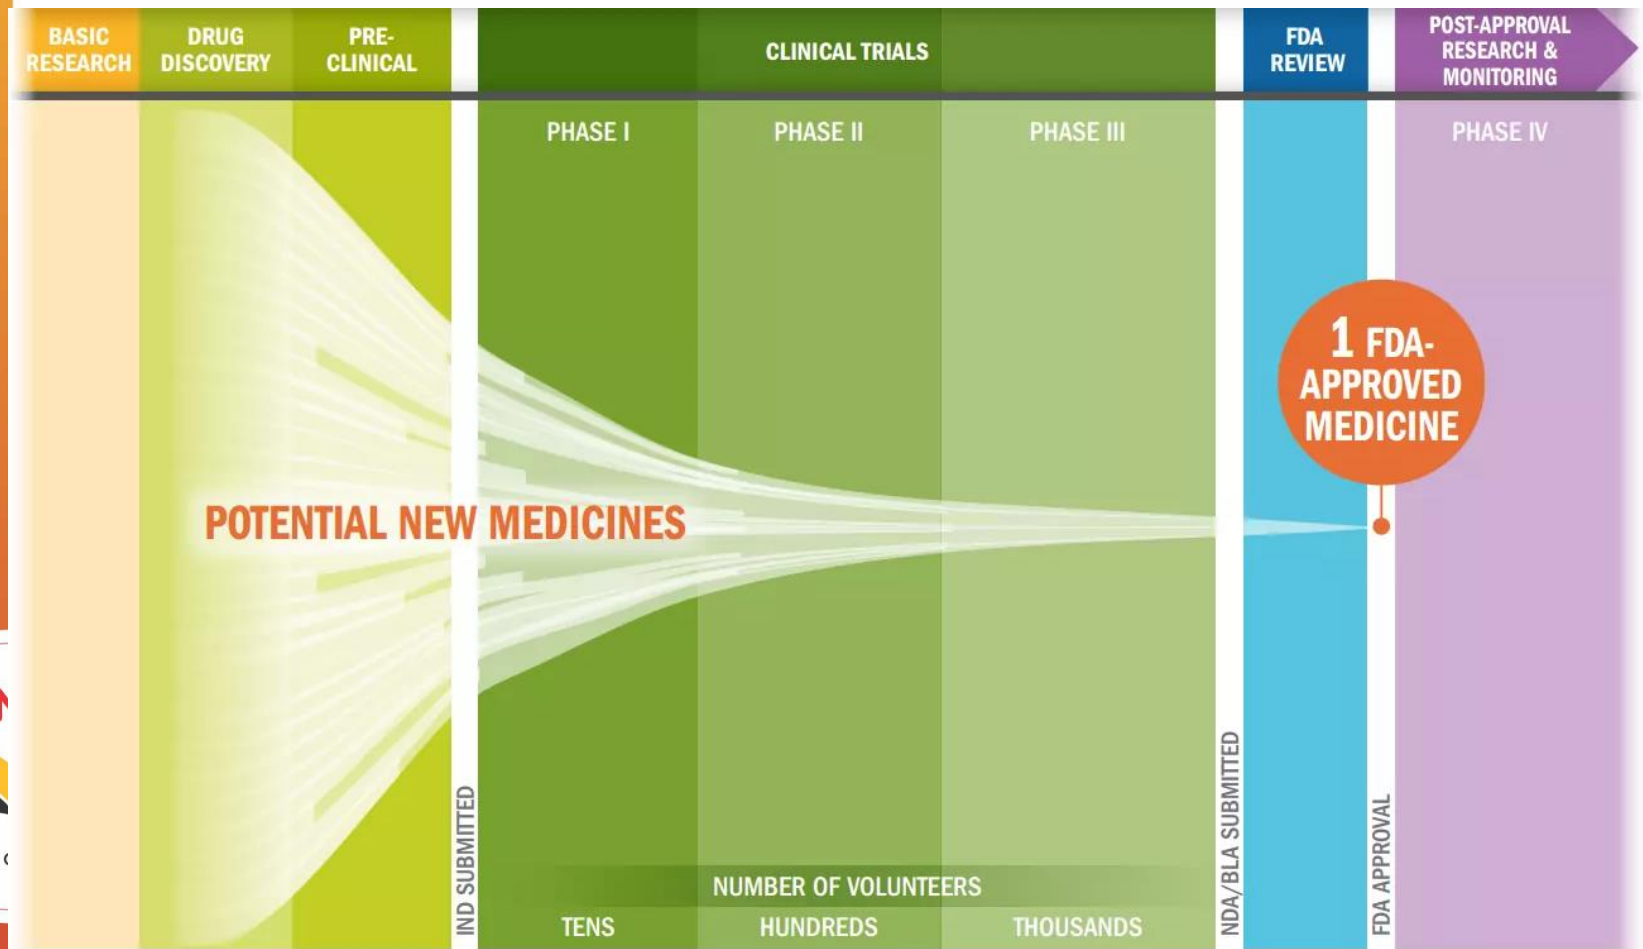 BASIC
RESEARCH
DRUG
DISCOVERY
PRE-
CLINICAL
CLINICAL TRIALS
FDA
REVIEW
POST-APPROVAL
RESEARCH &
MONITORING
PHASE I
PHASE II
PHASE III
PHASE IV
1 FDA-
APPROVED
MEDICINE
POTENTIAL NEW MEDICINES
IND SUBMITTED
NDA/BLA SUBMITTED
FDA APPROVAL
NUMBER OF VOLUNTEERS
TENS
HUNDREDS
THOUSANDS